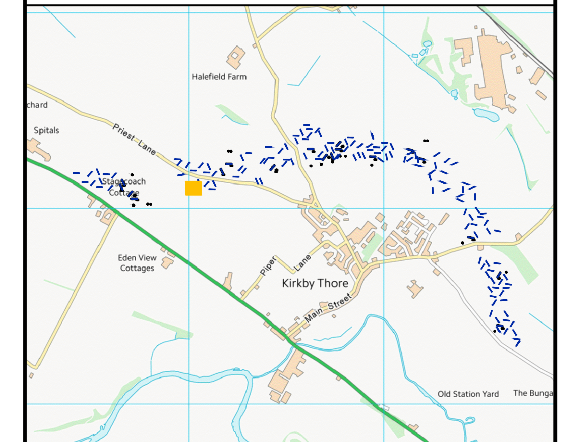 Halefield Farm
chard
Priest Lane
Spitals
Stagecoach
Cottage
Eden View
Cottages
Piper
Lane
Kirkby Thore
Main Street
Old Station Yard
The Bunga